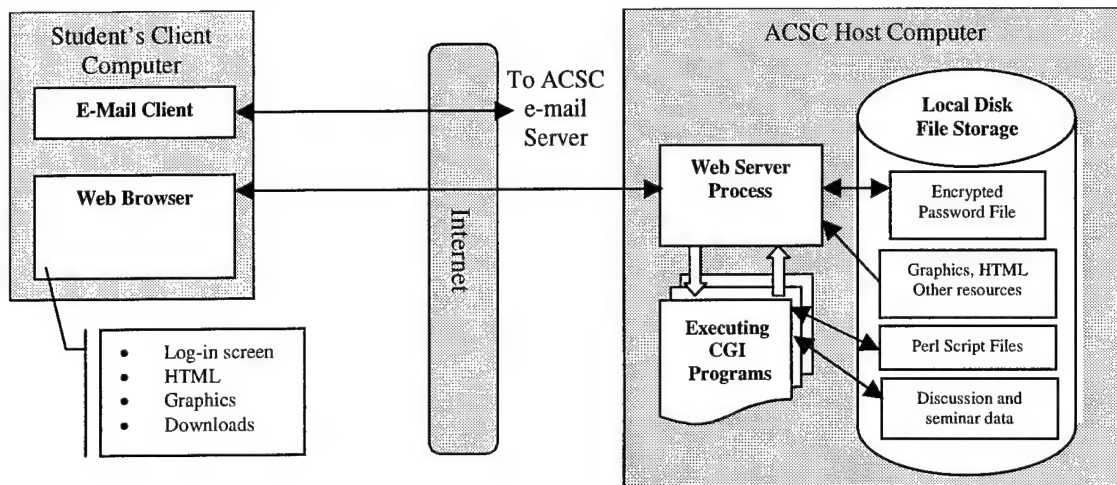 Student's Client
Computer
E-Mail Client
Web Browser
• Log-in screen
• HTML
• Graphics
• Downloads
Internet
To ACSC
e-mail
Server
ACSC Host Computer
Web Server
Process
Executing
CGI
Programs
Local Disk
File Storage
Encrypted
Password File
Graphics, HTML
Other resources
Perl Script Files
Discussion and
seminar data